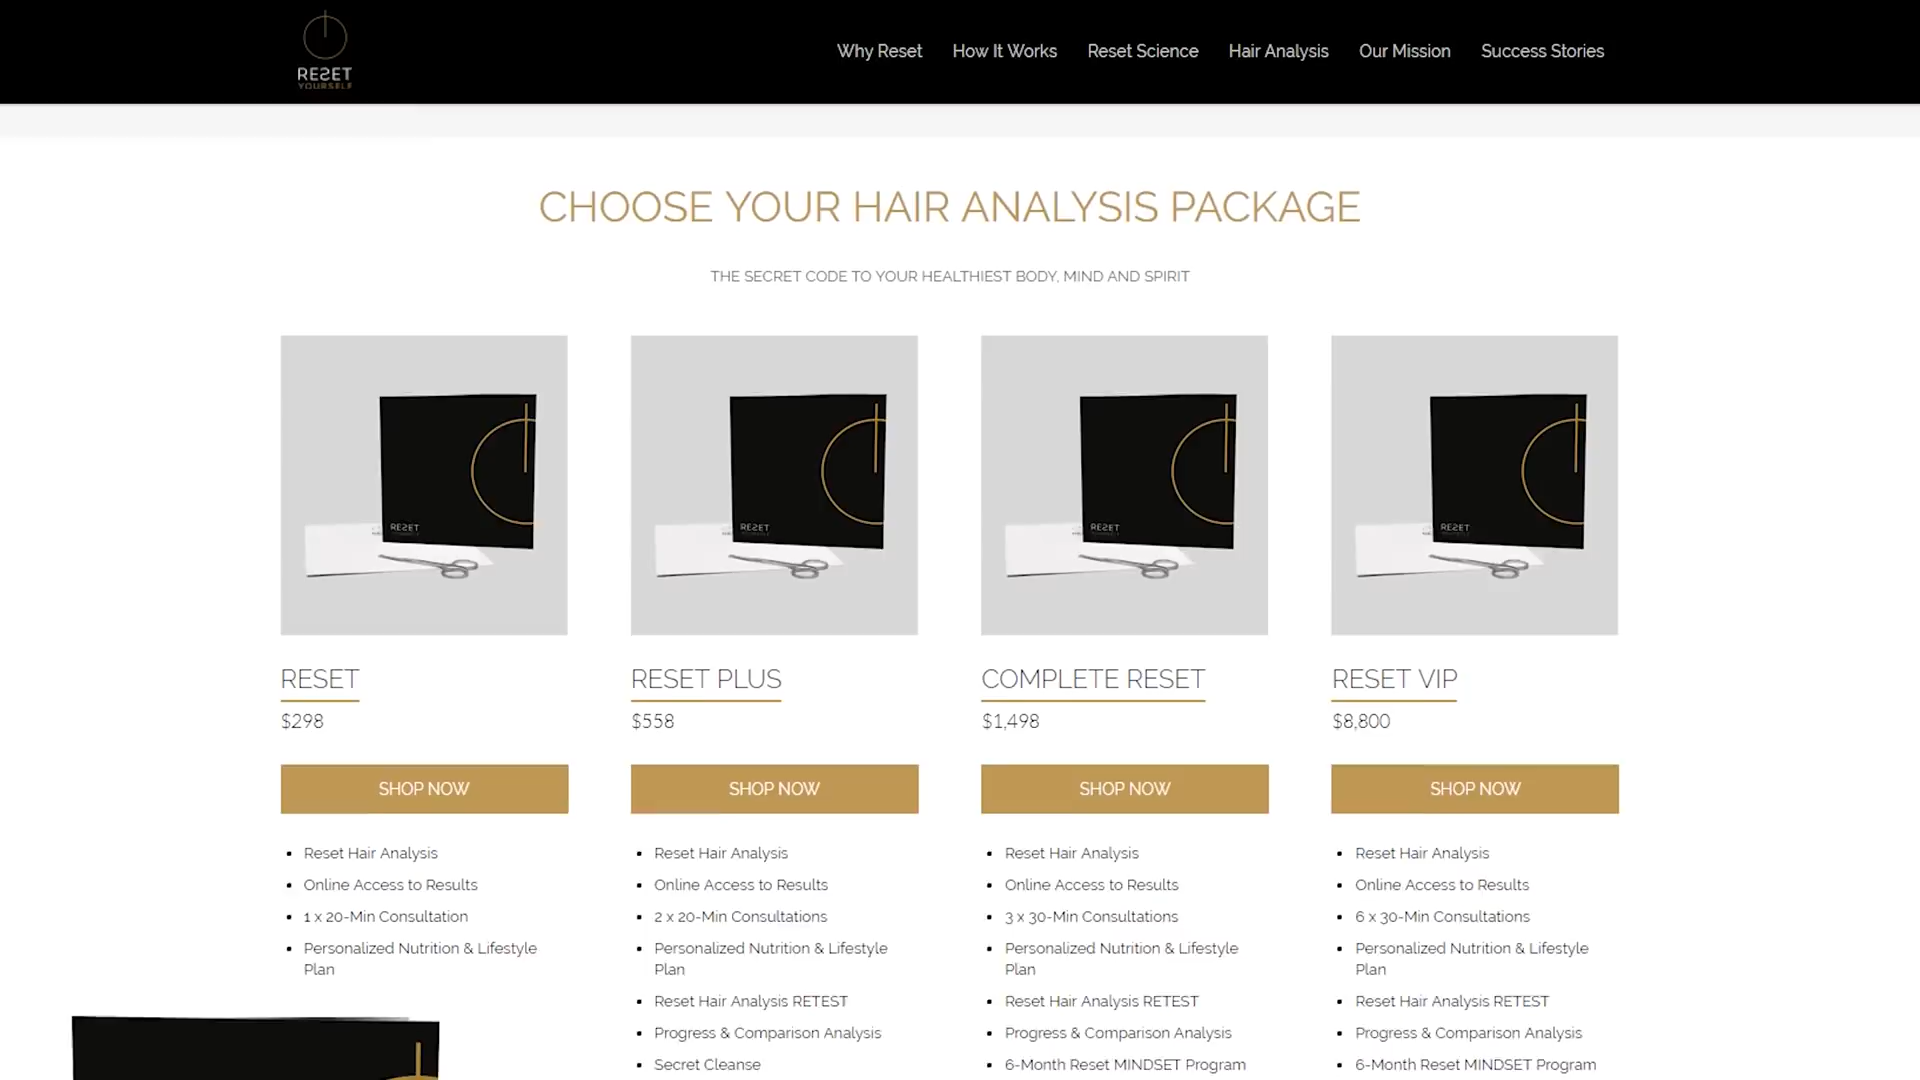 RESET
YOURSELF
Why Reset How It Works Reset Science Hair Analysis Our Mission Success Stories
CHOOSE YOUR HAIR ANALYSIS PACKAGE
THE SECRET CODE TO YOUR HEALTHIEST BODY, MIND AND SPIRIT
RESET
RESET
RESET
RESET
RESET
$298
SHOP NOW
Reset Hair Analysis
Online Access to Results
1 x 20-Min Consultation
Personalized Nutrition & Lifestyle
Plan
RESET PLUS
$558
SHOP NOW
Reset Hair Analysis
Online Access to Results
2 x 20-Min Consultations
Personalized Nutrition & Lifestyle
Plan
Reset Hair Analysis RETEST
Progress & Comparison Analysis
Secret Cleanse
COMPLETE RESET
$1,498
SHOP NOW
Reset Hair Analysis
Online Access to Results
3 x 30-Min Consultations
Personalized Nutrition & Lifestyle
Plan
Reset Hair Analysis RETEST
Progress & Comparison Analysis
6-Month Reset MINDSET Program
RESET VIP
$8,800
SHOP NOW
Reset Hair Analysis
Online Access to Results
6 x 30-Min Consultations
Personalized Nutrition & Lifestyle
Plan
Reset Hair Analysis RETEST
Progress & Comparison Analysis
6-Month Reset MINDSET Program